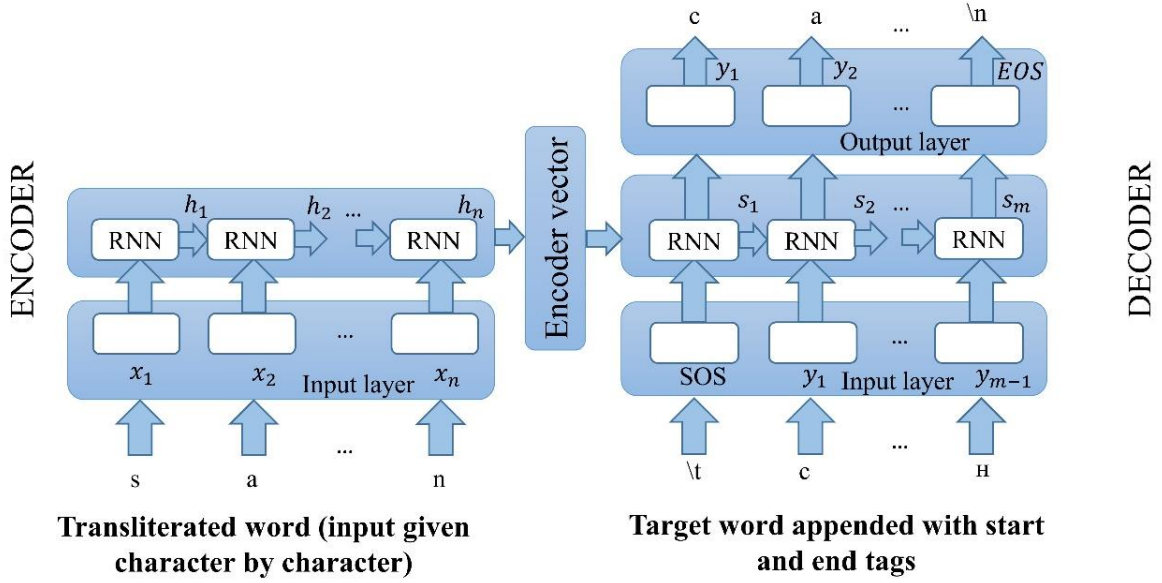 c a ... \n
y₁ y₂ EOS
...
Output layer
ENCODER
h₁ h₂ ... hₙ
RNN RNN RNN
Encoder vector
s₁ s₂ ... sₘ
RNN RNN RNN
DECODER
...
x₁ x₂ xₙ
Input layer
...
SOS y₁ Input layer yₘ₋₁
s a ... n
\t с ... н
Transliterated word (input given
character by character)
Target word appended with start
and end tags